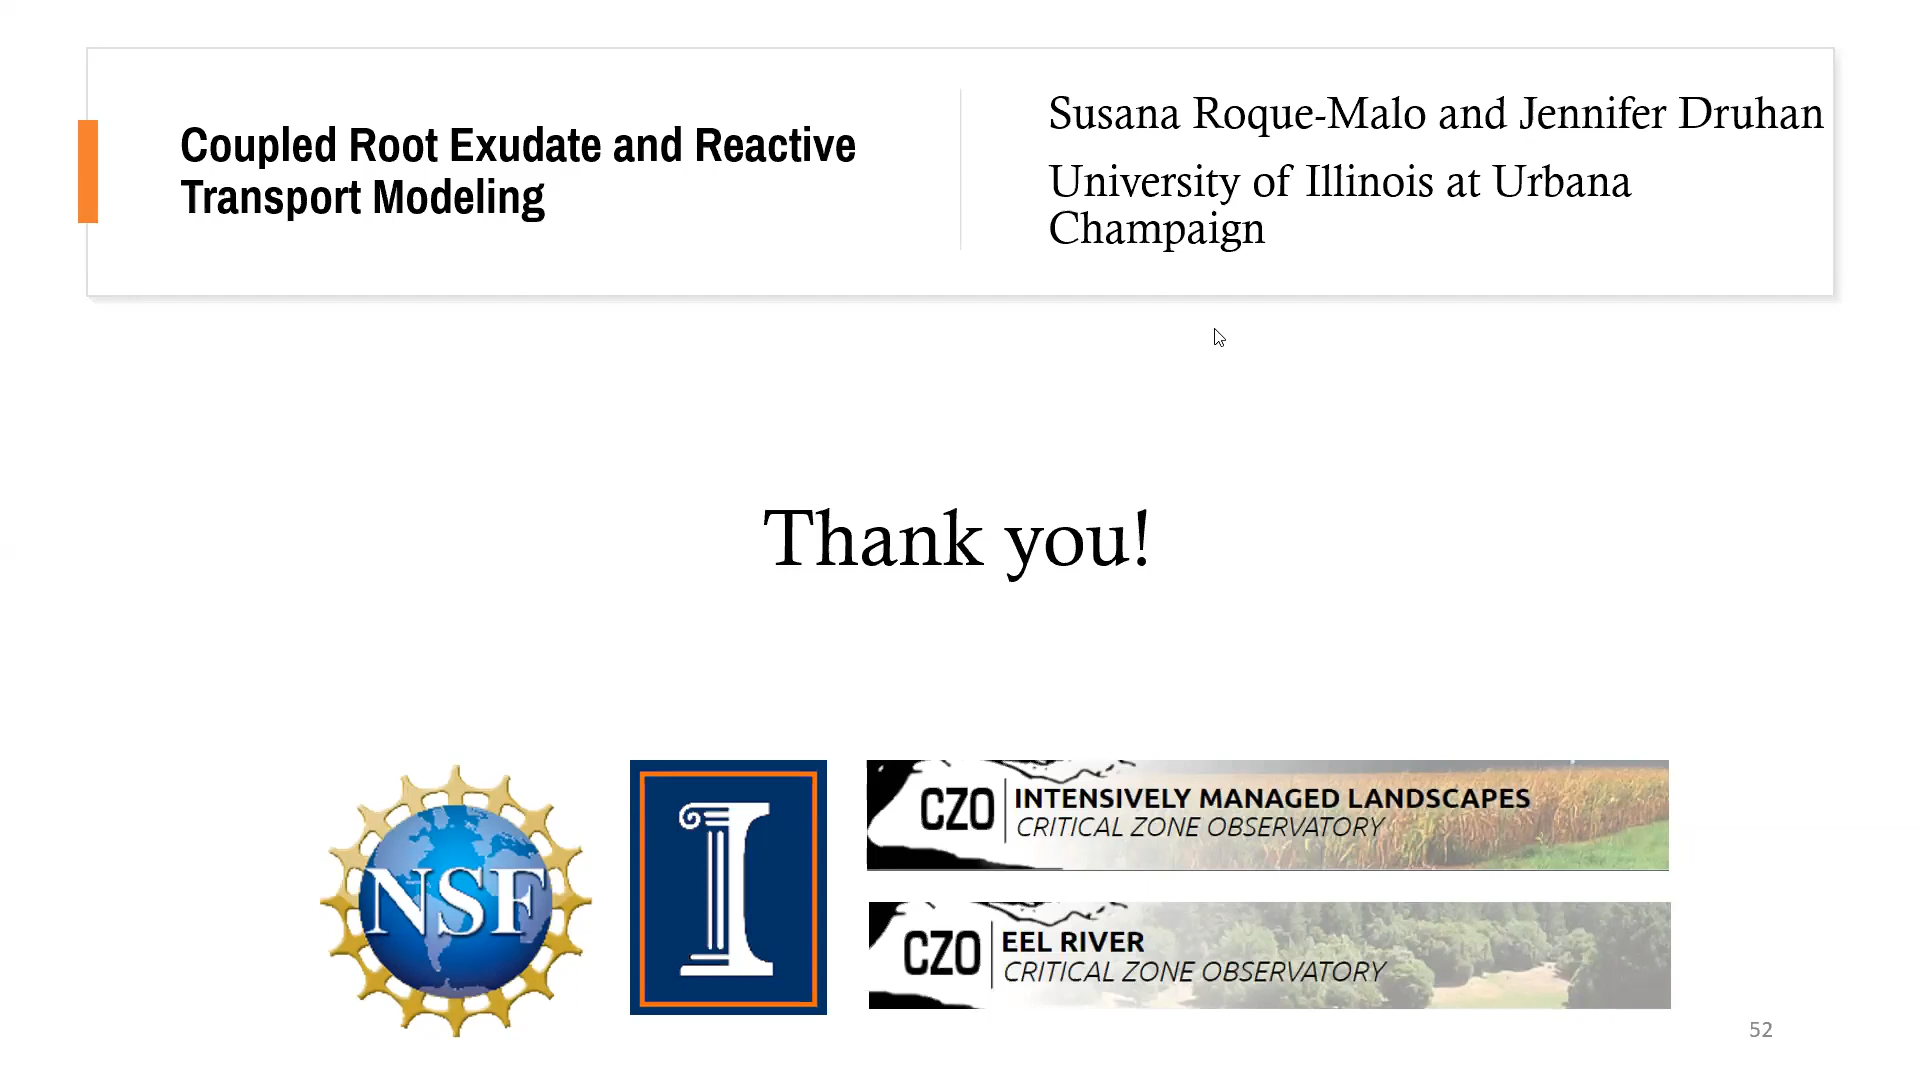 Coupled Root Exudate and Reactive
Transport Modeling
Susana Roque-Malo and Jennifer Druhan
University of Illinois at Urbana
Champaign
Thank you!
NSF
I
CZO
INTENSIVELY MANAGED LANDSCAPES
CRITICAL ZONE OBSERVATORY
CZO
EEL RIVER
CRITICAL ZONE OBSERVATORY
52